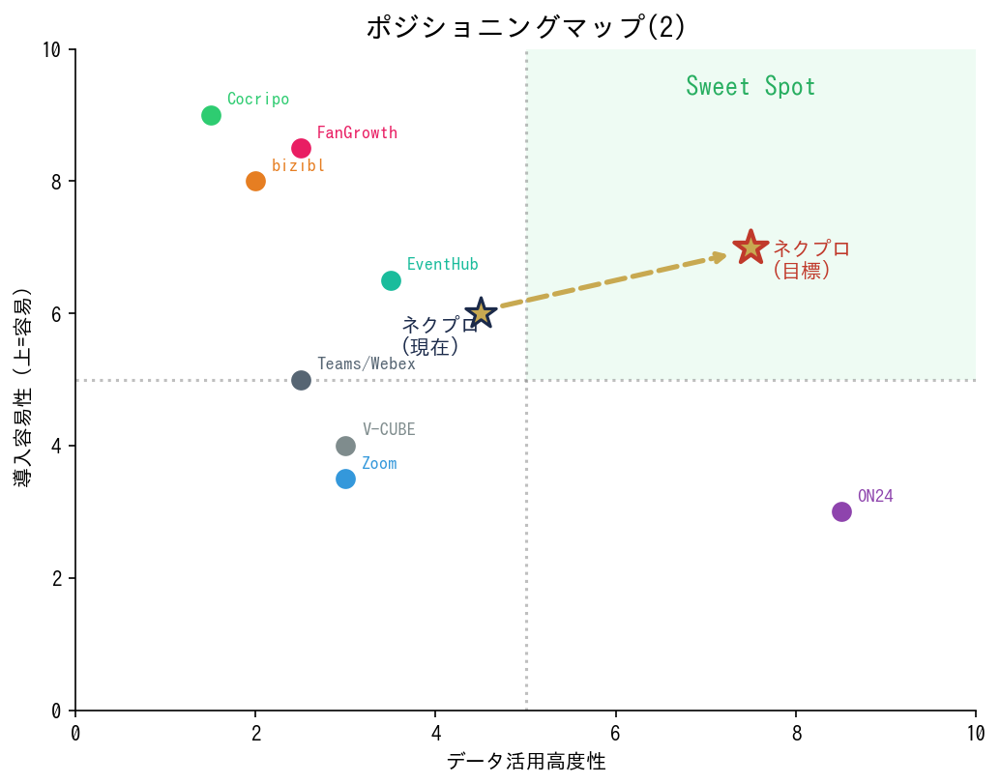 ポジショニングマップ(2)
10
Sweet Spot
Cocripo
FanGrowth
bizibl
8
ネクプロ
(目標)
EventHub
6
ネクプロ
(現在)
Teams/Webex
導入容易性 (上=容易)
4
V-CUBE
Zoom
ON24
2
0
0
2
4
6
8
10
データ活用高度性